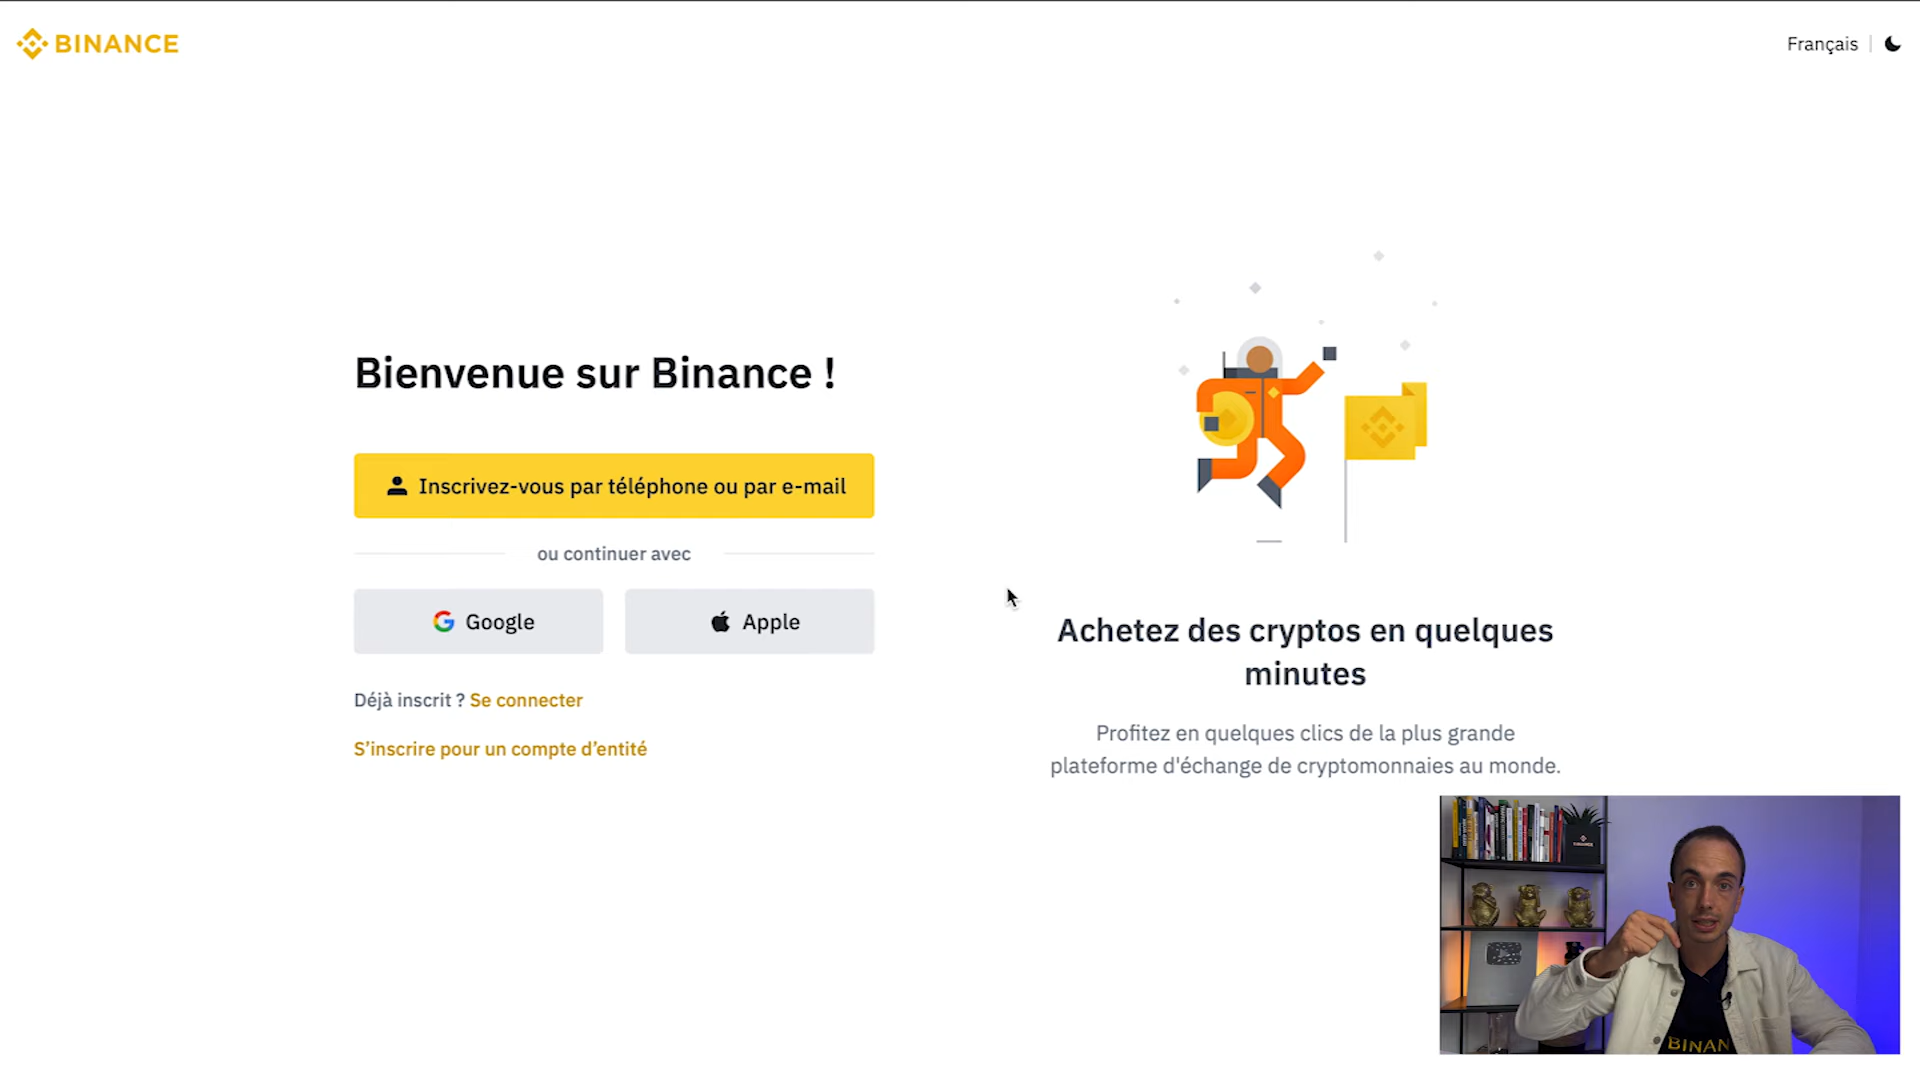 BINANCE
Français
Bienvenue sur Binance !
Inscrivez-vous par téléphone ou par e-mail
ou continuer avec
Google
Apple
Déjà inscrit ? Se connecter
S’inscrire pour un compte d’entité
Achetez des cryptos en quelques
minutes
Profitez en quelques clics de la plus grande
plateforme d'échange de cryptomonnaies au monde.
BINANCE
BINAN